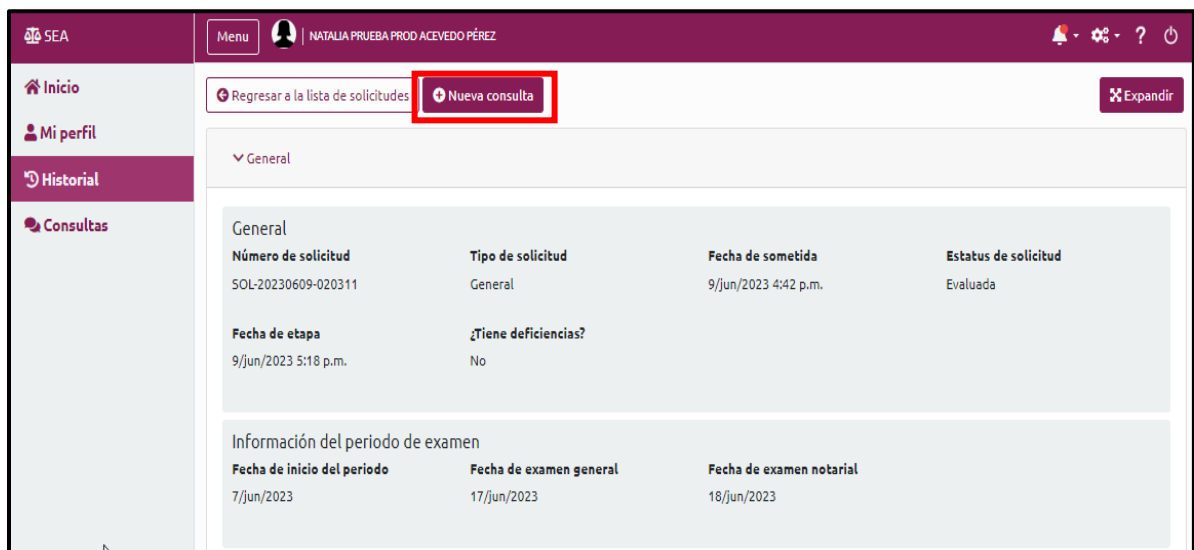 SEA
Menu | NATALIA PRUEBA PROD ACEVEDO PÉREZ ?
Inicio
Mi perfil
Historial
Consultas
Regresar a la lista de solicitudes Nueva consulta Expandir
General
General
Número de solicitud Tipo de solicitud Fecha de sometida Estatus de solicitud
SOL-20230609-020311 General 9/jun/2023 4:42 p.m. Evaluada
Fecha de etapa ¿Tiene deficiencias?
9/jun/2023 5:18 p.m. No
Información del periodo de examen
Fecha de inicio del periodo Fecha de examen general Fecha de examen notarial
7/jun/2023 17/jun/2023 18/jun/2023